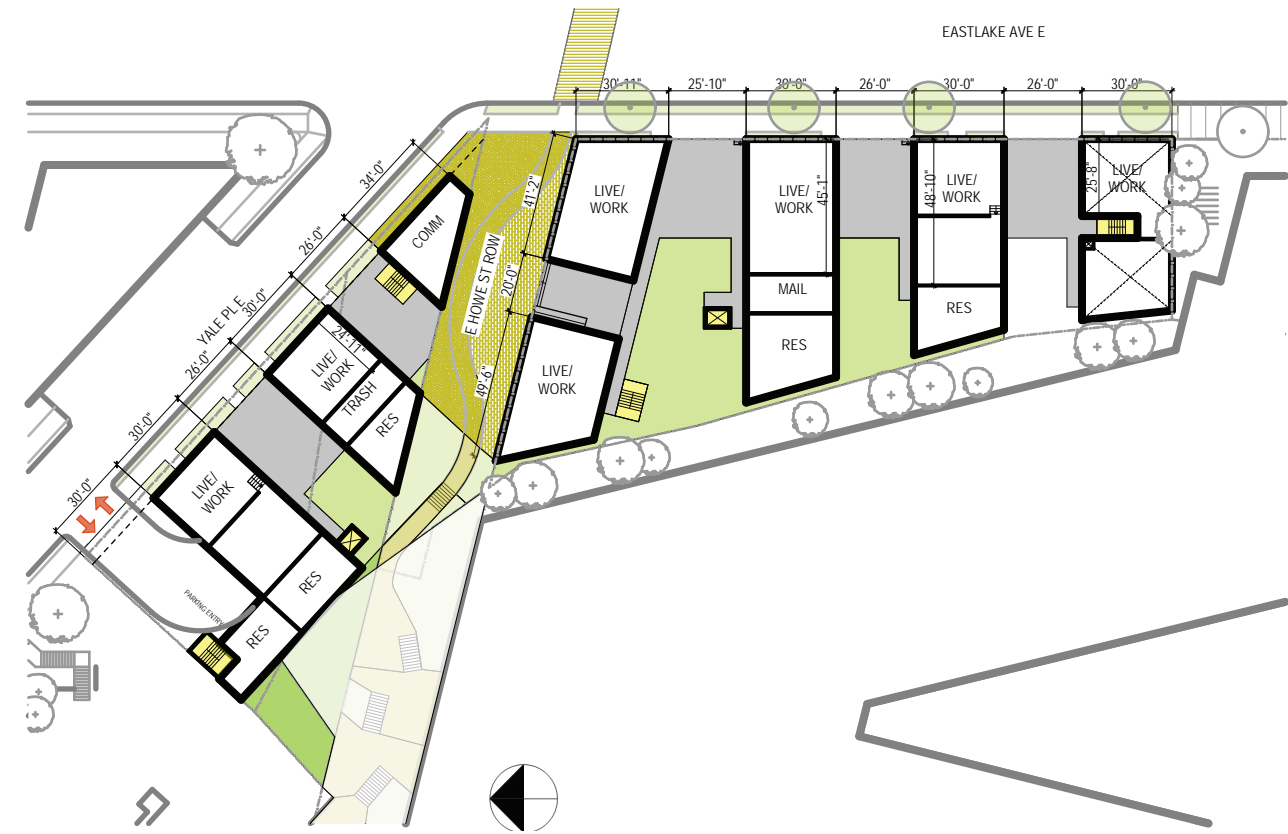 EASTLAKE AVE E
30'-11"
25'-10"
30'-0"
26'-0"
30'-0"
26'-0"
30'-0"
34'-0"
26'-0"
30'-0"
26'-0"
30'-0"
30'-0"
YALE PL E
E HOWE ST ROW
41'-2"
20'-0"
49'-6"
COMM
LIVE/
WORK
LIVE/
WORK
45'-1"
MAIL
RES
LIVE/
WORK
48'-10"
RES
LIVE/
WORK
25'-8"
LIVE/
WORK
LIVE/
WORK
24'-11"
TRASH
RES
LIVE/
WORK
RES
RES
PARKING ENTRY